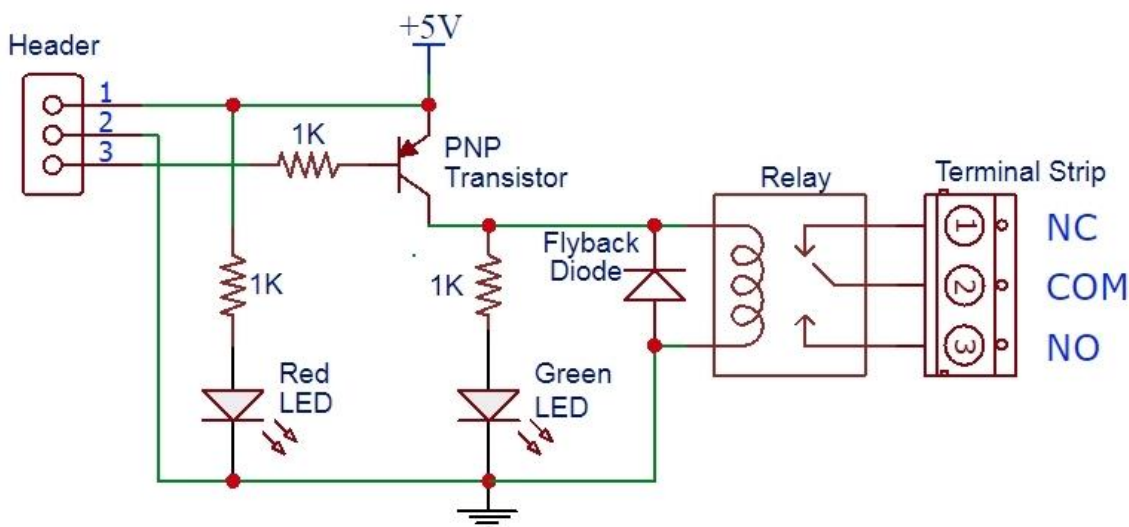 +5V
Header
1
2
3
1K
PNP
Transistor
Relay
Terminal Strip
1
NC
Flyback
Diode
1K
1K
2
COM
3
NO
Red
LED
Green
LED